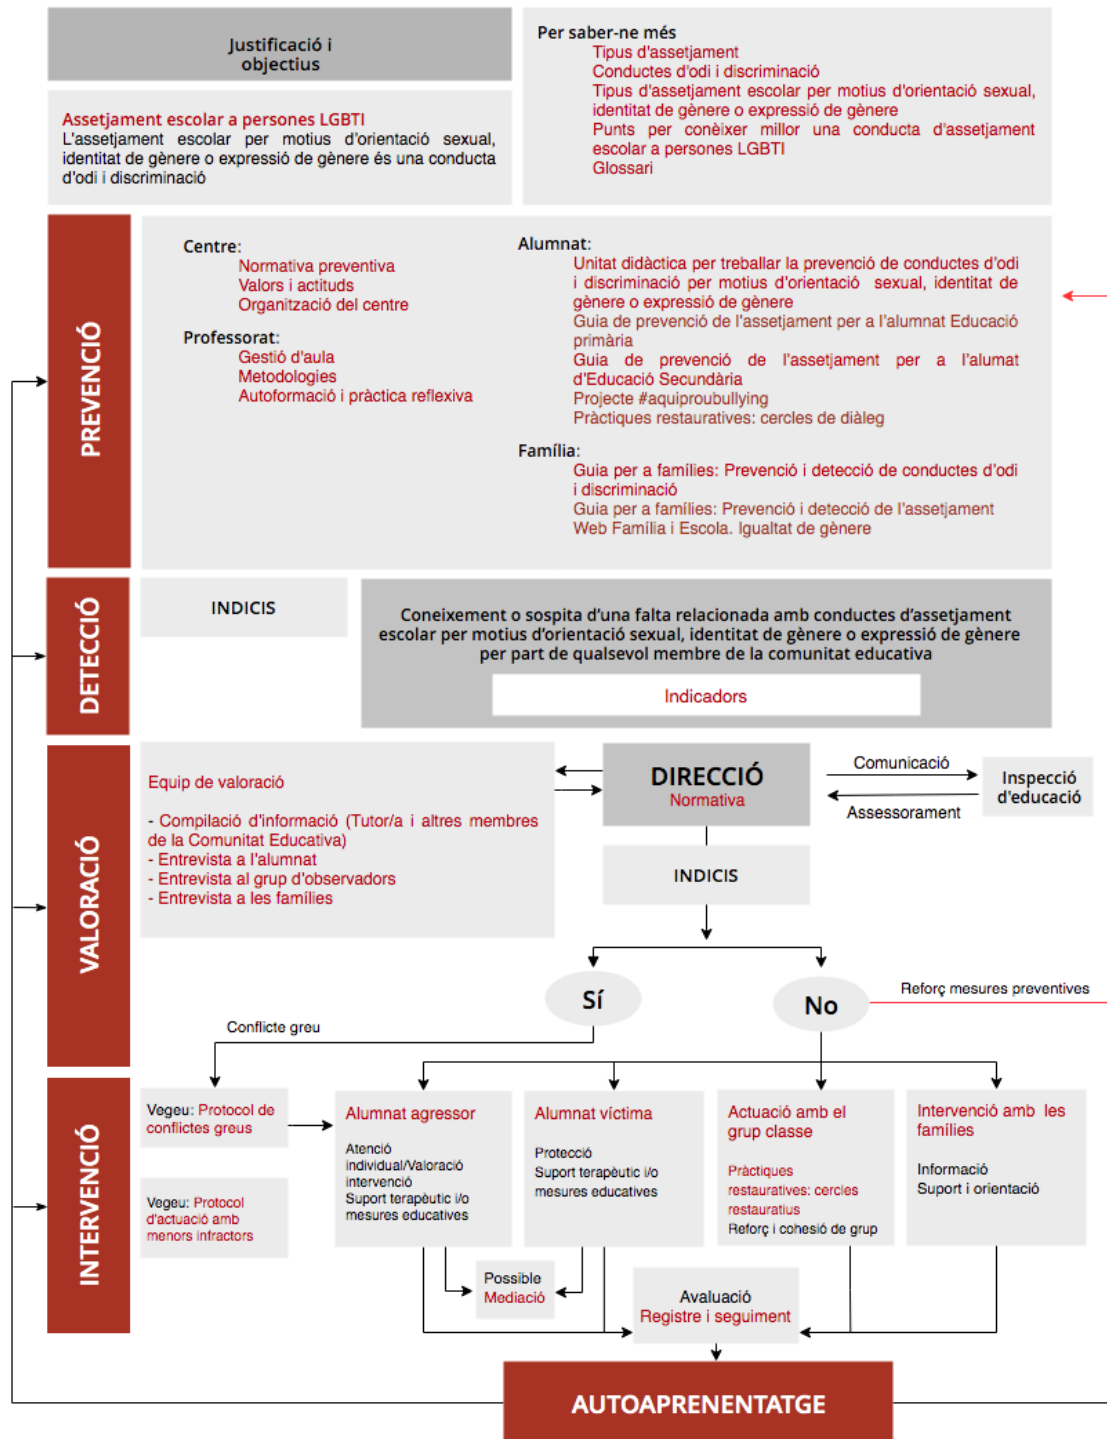 Justificació i
objectius
Assetjament escolar a persones LGBTI
L'assetjament escolar per motius d'orientació sexual,
identitat de gènere o expressió de gènere és una conducta
d'odi i discriminació
Per saber-ne més
Tipus d'assetjament
Conductes d'odi i discriminació
Tipus d'assetjament escolar per motius d'orientació sexual,
identitat de gènere o expressió de gènere
Punts per conèixer millor una conducta d'assetjament
escolar a persones LGBTI
Glossari
PREVENCIÓ
Centre:
Normativa preventiva
Valors i actituds
Organització del centre
Professorat:
Gestió d'aula
Metodologies
Autoformació i pràctica reflexiva
Alumnat:
Unitat didàctica per treballar la prevenció de conductes d'odi
i discriminació per motius d'orientació sexual, identitat de
gènere o expressió de gènere
Guia de prevenció de l'assetjament per a l'alumnat Educació
primària
Guia de prevenció de l'assetjament per a l'alumat
d'Educació Secundària
Projecte #aquiproubullying
Pràctiques restauratives: cercles de diàleg
Família:
Guia per a famílies: Prevenció i detecció de conductes d'odi
i discriminació
Guia per a famílies: Prevenció i detecció de l'assetjament
Web Família i Escola. Igualtat de gènere
DETECCIÓ
INDICIS
Coneixement o sospita d'una falta relacionada amb conductes d'assetjament
escolar per motius d'orientació sexual, identitat de gènere o expressió de gènere
per part de qualsevol membre de la comunitat educativa
Indicadors
VALORACIÓ
Equip de valoració
- Compilació d'informació (Tutor/a i altres membres
de la Comunitat Educativa)
- Entrevista a l'alumnat
- Entrevista al grup d'observadors
- Entrevista a les famílies
DIRECCIÓ
Normativa
Comunicació
Assessorament
Inspecció
d'educació
INDICIS
Sí
No
Reforç mesures preventives
Conflicte greu
INTERVENCIÓ
Vegeu: Protocol de
conflictes greus
Vegeu: Protocol
d'actuació amb
menors infractors
Alumnat agressor
Atenció
individual/Valoració
intervenció
Suport terapèutic i/o
mesures educatives
Alumnat víctima
Protecció
Suport terapèutic i/o
mesures educatives
Actuació amb el
grup classe
Pràctiques
restauratives: cercles
restauratius
Reforç i cohesió de grup
Intervenció amb les
famílies
Informació
Suport i orientació
Possible
Mediació
Avaluació
Registre i seguiment
AUTOAPRENENTATGE